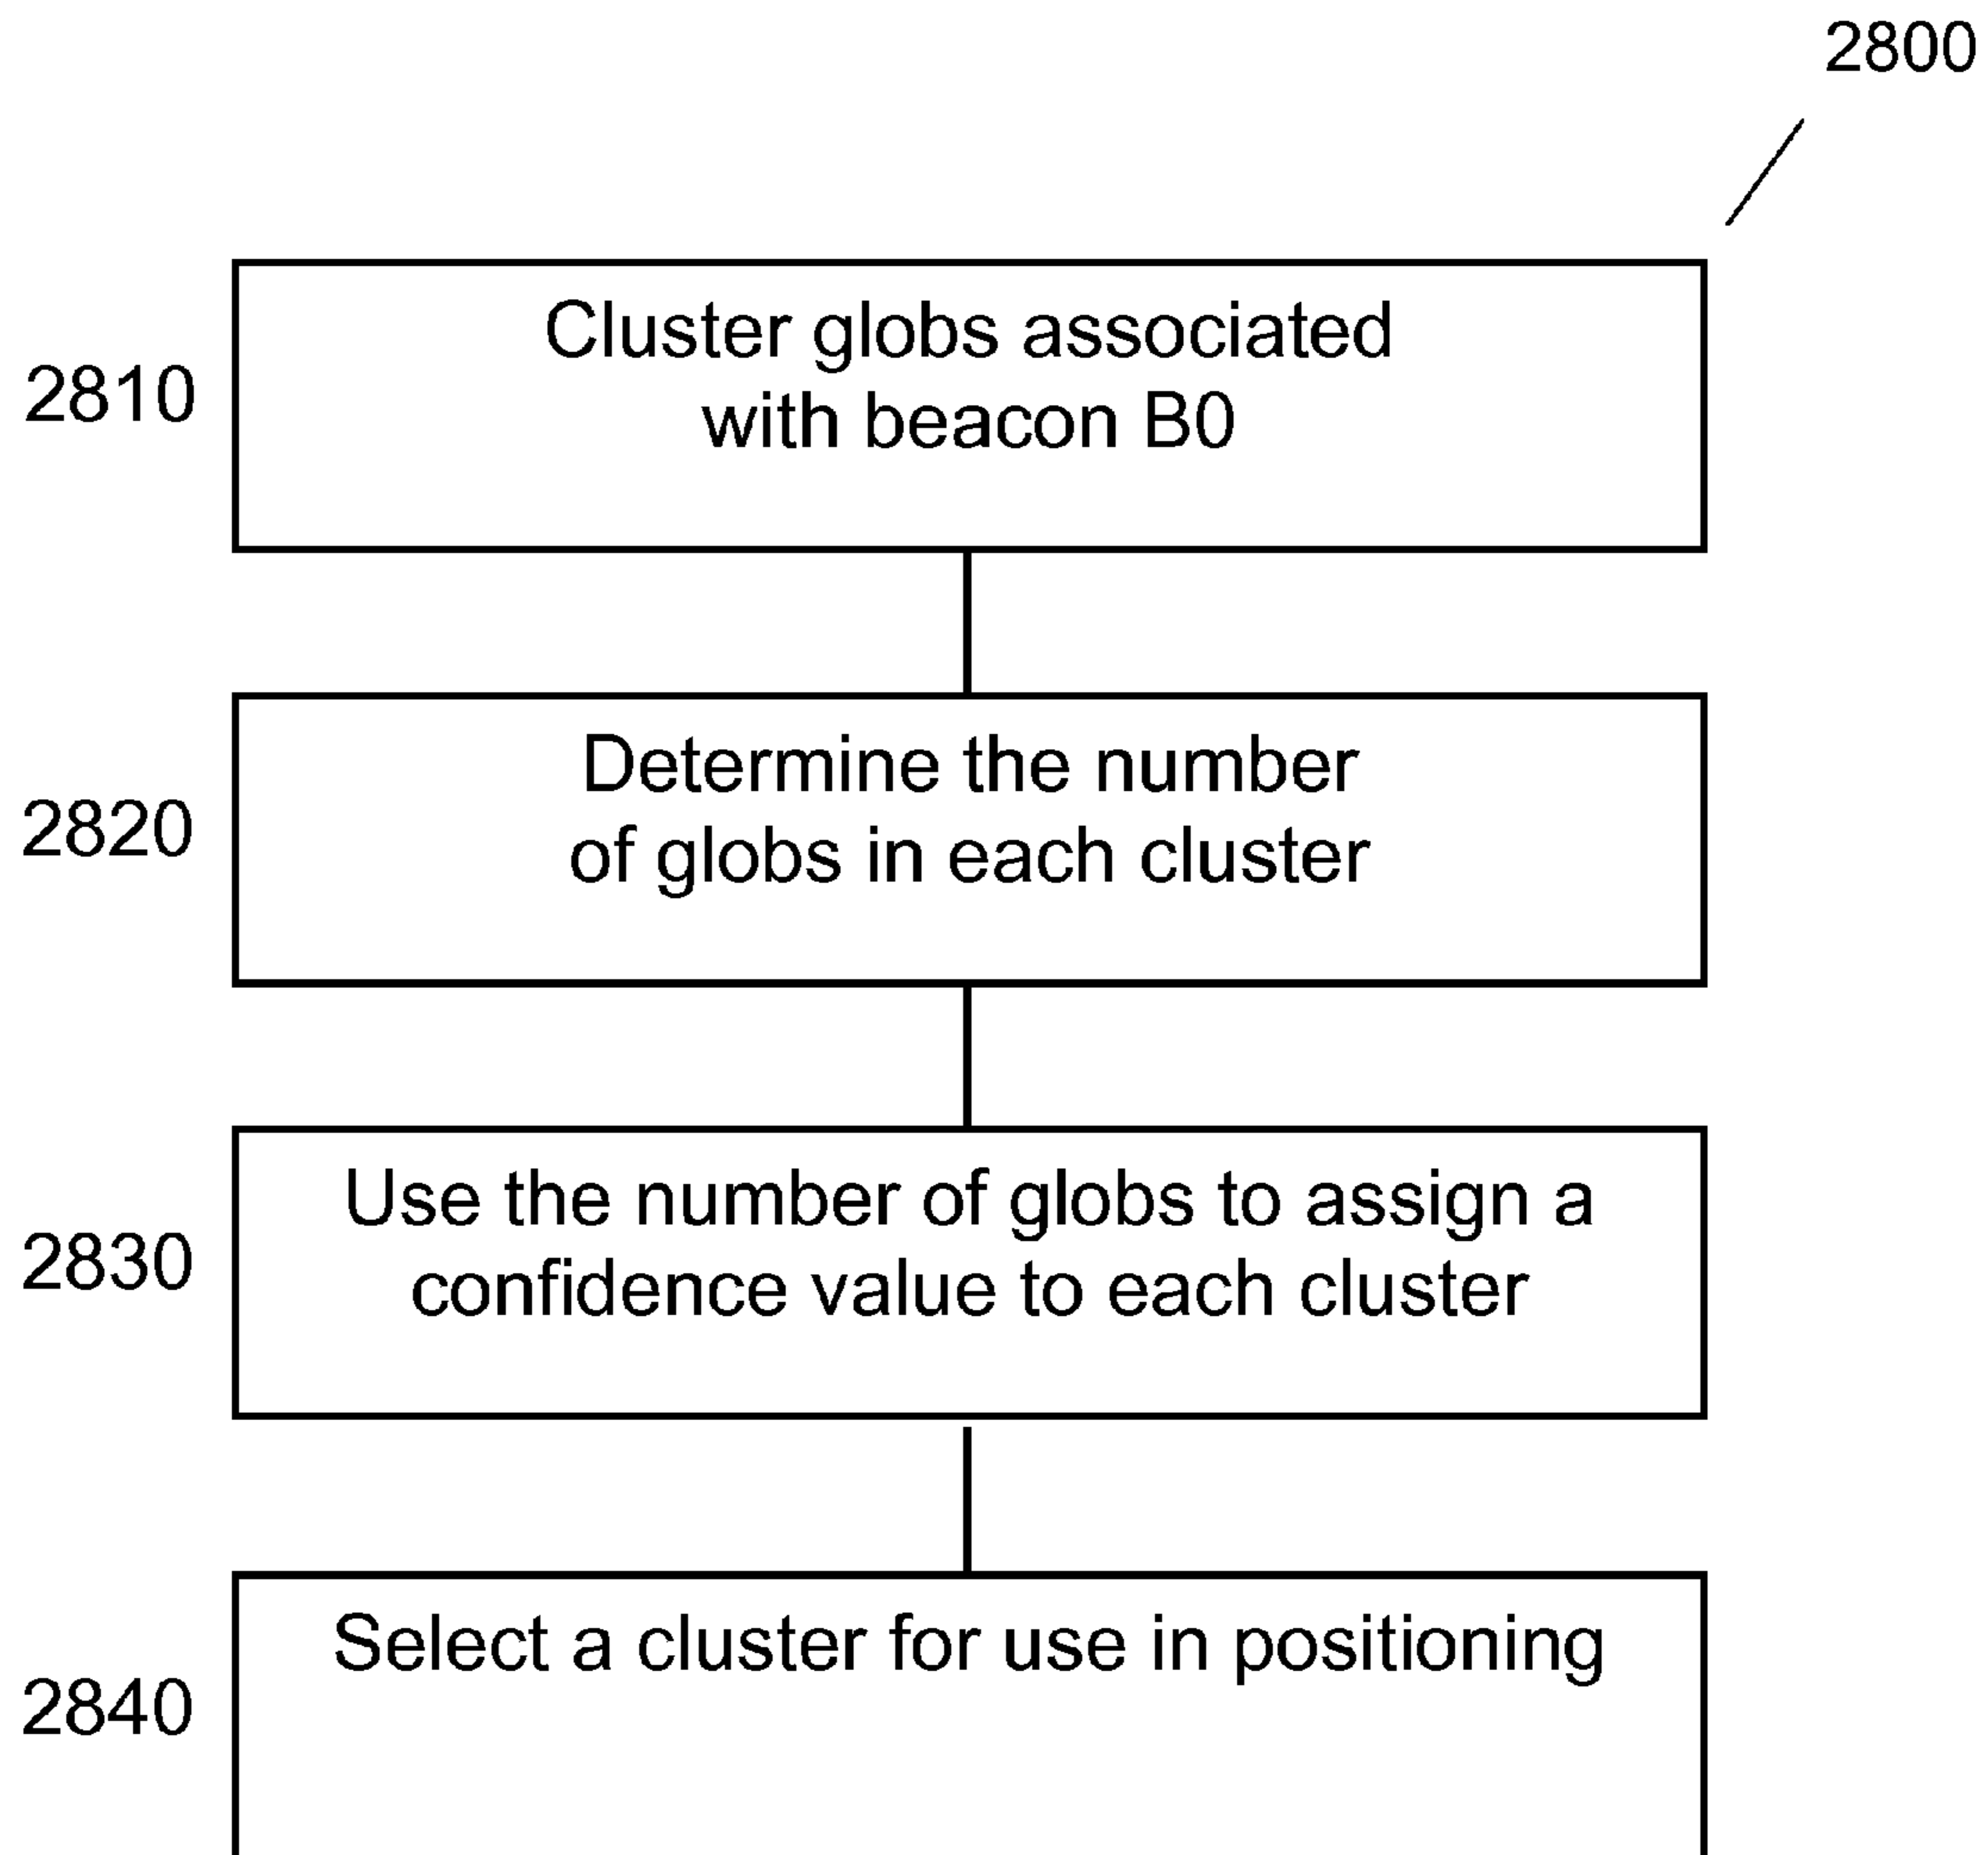 2800
2810
Cluster globs associated
with beacon B0
2820
Determine the number
of globs in each cluster
2830
Use the number of globs to assign a
confidence value to each cluster
2840
Select a cluster for use in positioning